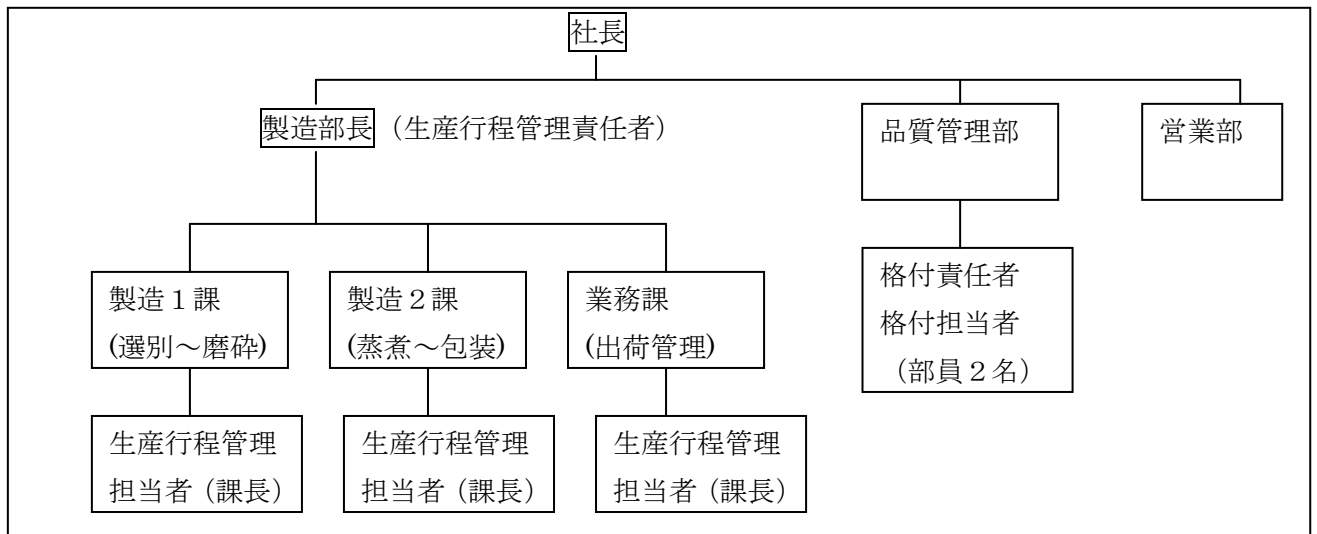 社長
製造部長（生産行程管理責任者）
品質管理部
営業部
製造１課
(選別～磨砕)
製造２課
(蒸煮～包装)
業務課
(出荷管理)
格付責任者
格付担当者
（部員２名）
生産行程管理
担当者（課長）
生産行程管理
担当者（課長）
生産行程管理
担当者（課長）